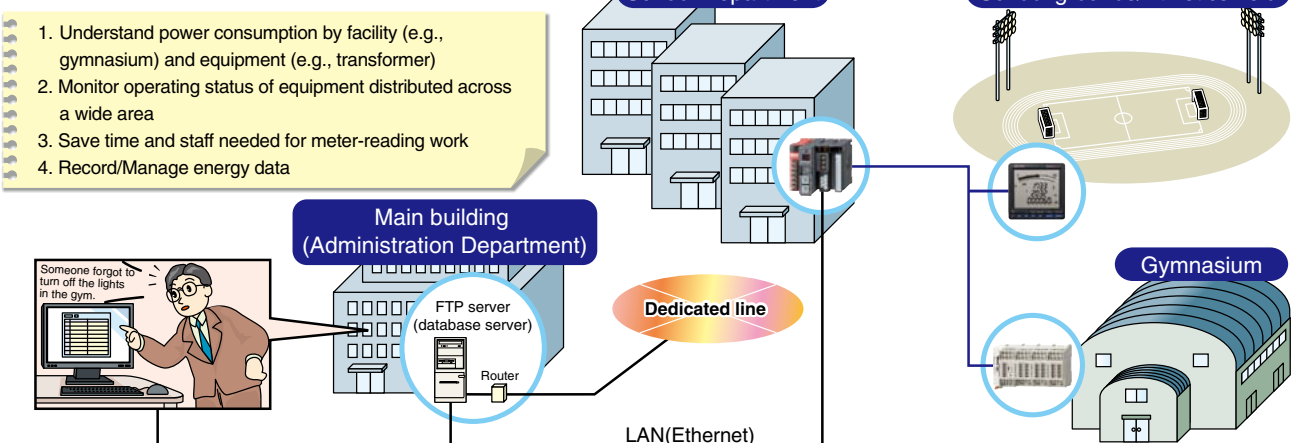 1. Understand power consumption by facility (e.g.,
gymnasium) and equipment (e.g., transformer)
2. Monitor operating status of equipment distributed across
a wide area
3. Save time and staff needed for meter-reading work
4. Record/Manage energy data
Main building
(Administration Department)
Someone forgot to
turn off the lights
in the gym.
FTP server
(database server)
Router
Dedicated line
Gymnasium
LAN(Ethernet)